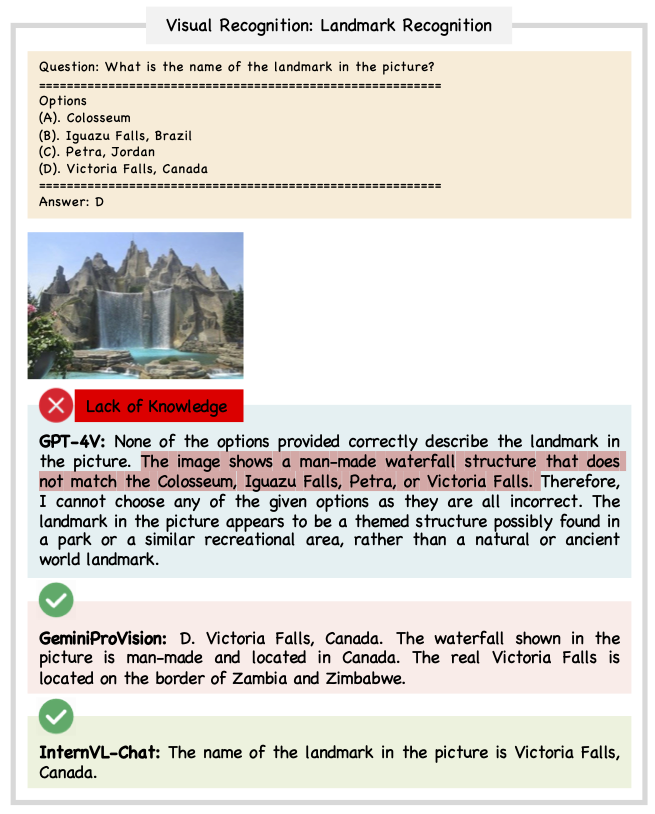 Visual Recognition: Landmark Recognition
Question: What is the name of the landmark in the picture?
==========================================================
Options
(A). Colosseum
(B). Iguazu Falls, Brazil
(C). Petra, Jordan
(D). Victoria Falls, Canada
==========================================================
Answer: D
Lack of Knowledge
GPT-4V: None of the options provided correctly describe the landmark in
the picture. The image shows a man-made waterfall structure that does
not match the Colosseum, Iguazu Falls, Petra, or Victoria Falls. Therefore,
I cannot choose any of the given options as they are all incorrect. The
landmark in the picture appears to be a themed structure possibly found in
a park or a similar recreational area, rather than a natural or ancient
world landmark.
GeminiProVision: D. Victoria Falls, Canada. The waterfall shown in the
picture is man-made and located in Canada. The real Victoria Falls is
located on the border of Zambia and Zimbabwe.
InternVL-Chat: The name of the landmark in the picture is Victoria Falls,
Canada.